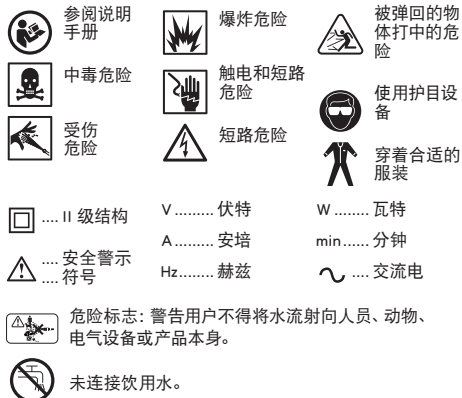 参阅说明
手册
爆炸危险
被弹回的物
体打中的危
险
中毒危险
触电和短路
危险
使用护目设
备
受伤
危险
短路危险
穿着合适的
服装
.... II 级结构
V ......... 伏特
W ........ 瓦特
.... 安全警示
.... 符号
A ......... 安培
min ...... 分钟
Hz........ 赫兹
.... 交流电
危险标志：警告用户不得将水流射向人员、动物、
电气设备或产品本身。
未连接饮用水。